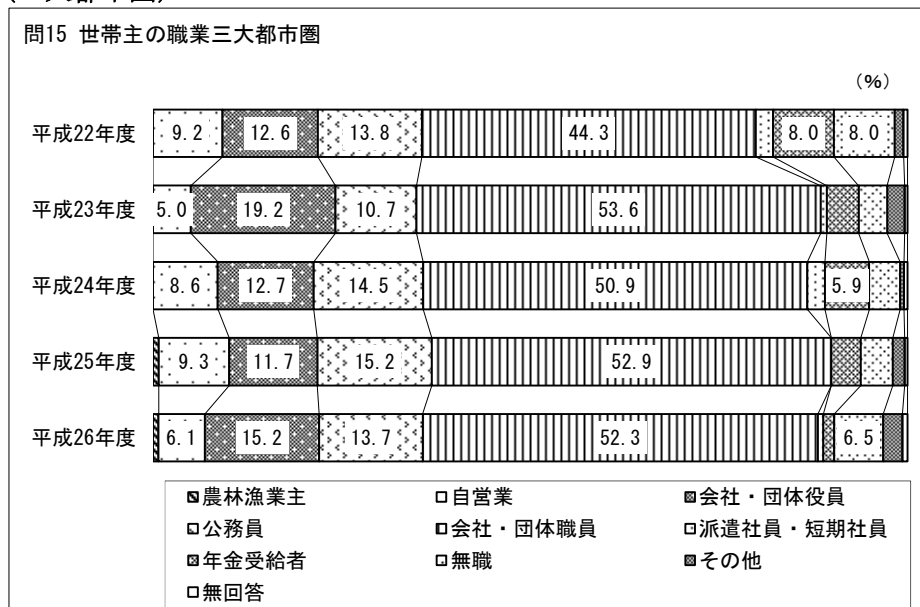 問15 世帯主の職業三大都市圏
（%）
平成22年度 9.2 12.6 13.8 44.3 8.0 8.0
平成23年度 5.0 19.2 10.7 53.6
平成24年度 8.6 12.7 14.5 50.9 5.9
平成25年度 9.3 11.7 15.2 52.9
平成26年度 6.1 15.2 13.7 52.3 6.5
農林漁業主 自営業 会社・団体役員
公務員 会社・団体職員 派遣社員・短期社員
年金受給者 無職 その他
無回答